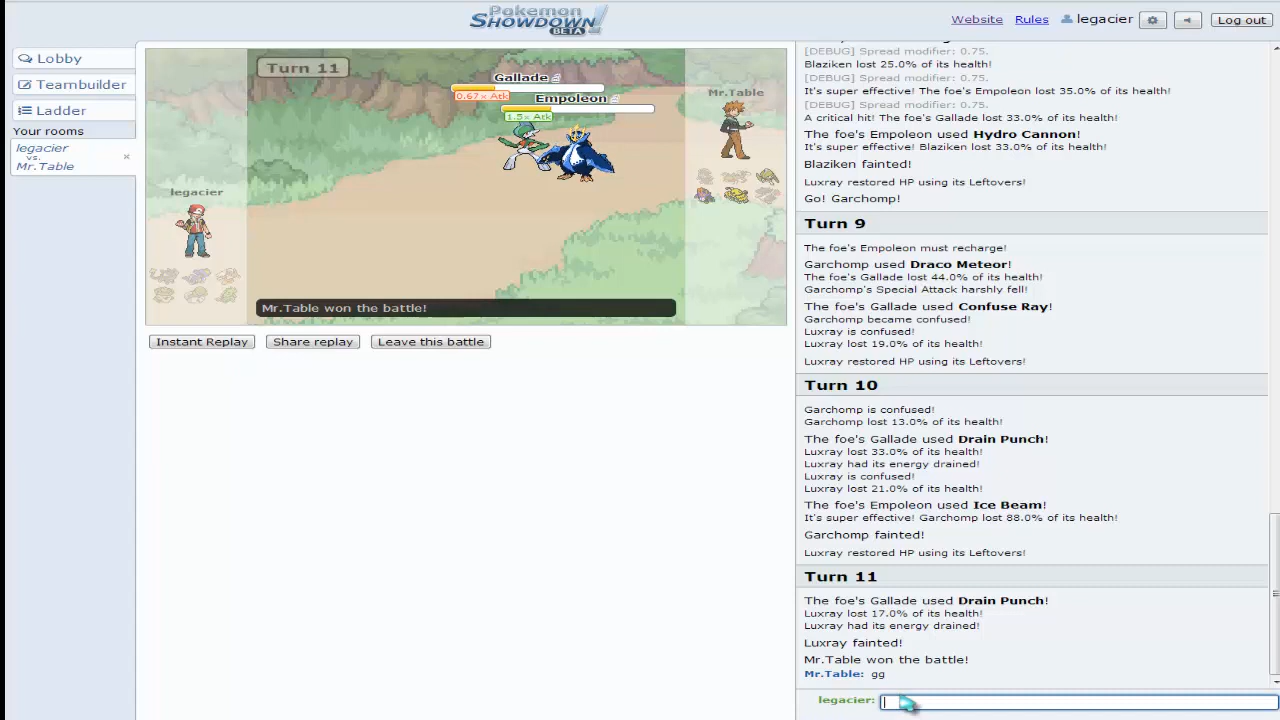 Pokemon
SHOWDOWN!
BETA
Website Rules legacier Log out
Lobby
Teambuilder
Ladder
Your rooms
legacier
vs.
Mr.Table
Turn 11
Gallade
0.67× Atk
Empoleon
1.5× Atk
Mr.Table
legacier
Mr.Table won the battle!
Instant Replay Share replay Leave this battle
[DEBUG] Spread modifier: 0.75.
Blaziken lost 25.0% of its health!
[DEBUG] Spread modifier: 0.75.
It's super effective! The foe's Empoleon lost 35.0% of its health!
[DEBUG] Spread modifier: 0.75.
A critical hit! The foe's Gallade lost 33.0% of its health!
The foe's Empoleon used Hydro Cannon!
It's super effective! Blaziken lost 33.0% of its health!
Blaziken fainted!
Luxray restored HP using its Leftovers!
Go! Garchomp!
Turn 9
The foe's Empoleon must recharge!
Garchomp used Draco Meteor!
The foe's Gallade lost 44.0% of its health!
Garchomp's Special Attack harshly fell!
The foe's Gallade used Confuse Ray!
Garchomp became confused!
Luxray is confused!
Luxray lost 19.0% of its health!
Luxray restored HP using its Leftovers!
Turn 10
Garchomp is confused!
Garchomp lost 13.0% of its health!
The foe's Gallade used Drain Punch!
Luxray lost 33.0% of its health!
Luxray had its energy drained!
Luxray is confused!
Luxray lost 21.0% of its health!
The foe's Empoleon used Ice Beam!
It's super effective! Garchomp lost 88.0% of its health!
Garchomp fainted!
Luxray restored HP using its Leftovers!
Turn 11
The foe's Gallade used Drain Punch!
Luxray lost 17.0% of its health!
Luxray had its energy drained!
Luxray fainted!
Mr.Table won the battle!
Mr.Table: gg
legacier: